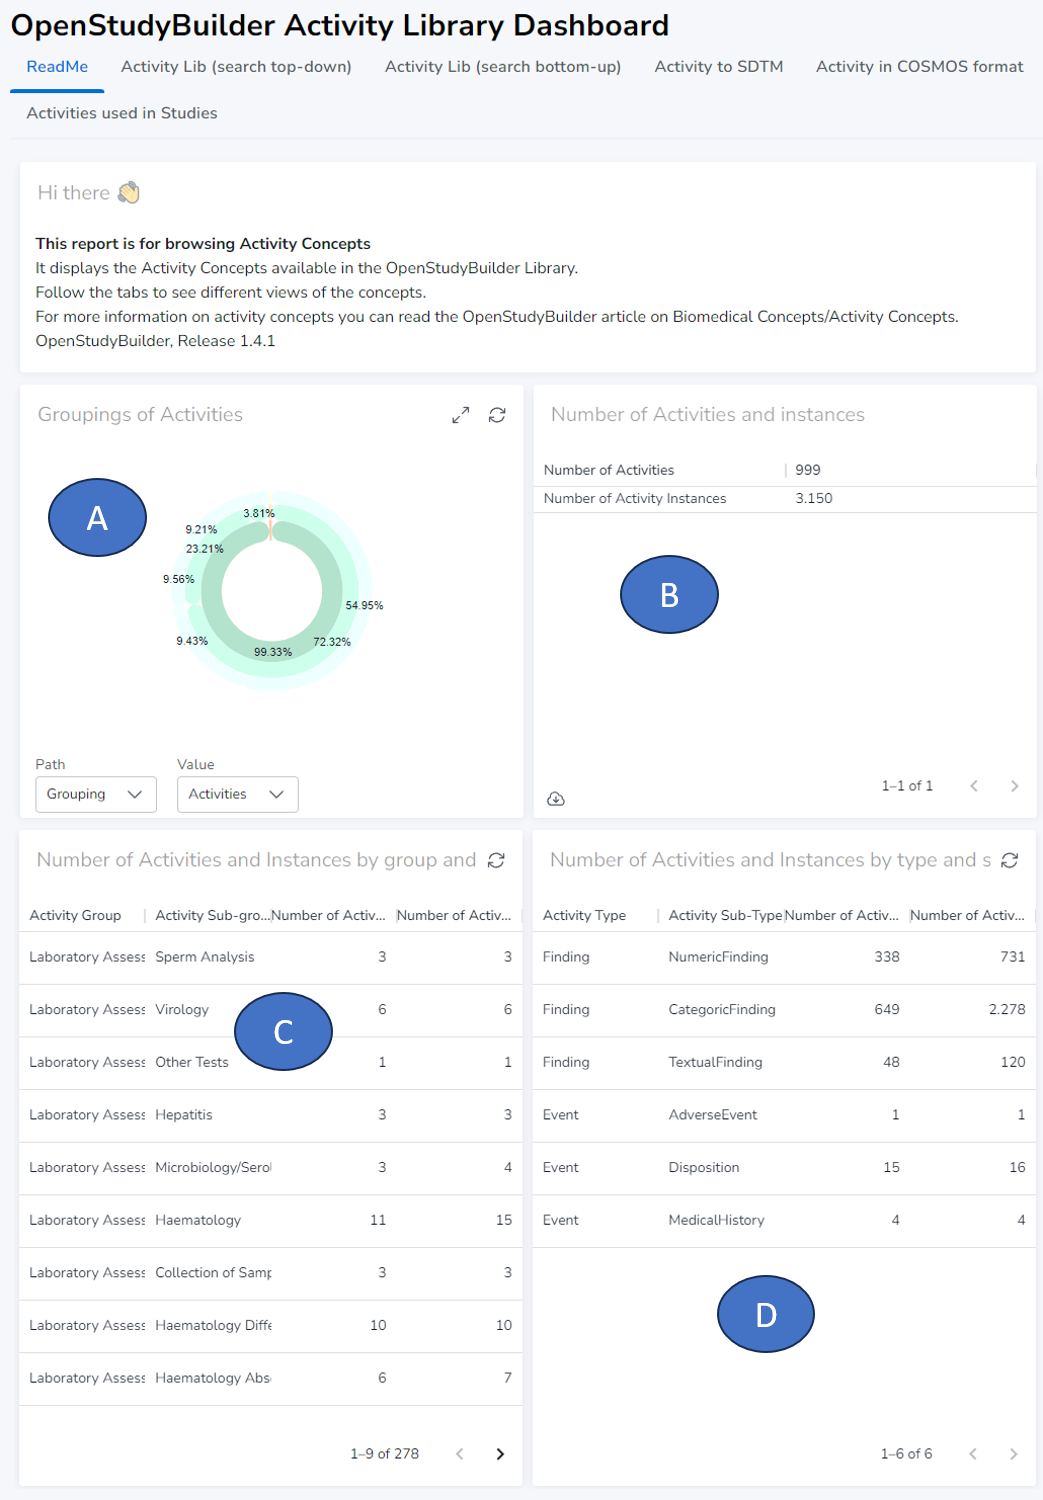 OpenStudyBuilder Activity Library Dashboard
ReadMe Activity Lib (search top-down) Activity Lib (search bottom-up) Activity to SDTM Activity in COSMOS format
Activities used in Studies
Hi there 👋
This report is for browsing Activity Concepts
It displays the Activity Concepts available in the OpenStudyBuilder Library.
Follow the tabs to see different views of the concepts.
For more information on activity concepts you can read the OpenStudyBuilder article on Biomedical Concepts/Activity Concepts.
OpenStudyBuilder, Release 1.4.1
Groupings of Activities
A
3.81%
9.21%
23.21%
9.56%
54.95%
9.43%
72.32%
99.33%
Path Value
Grouping Activities
Number of Activities and instances
Number of Activities 999
Number of Activity Instances 3.150
B
1–1 of 1
Number of Activities and Instances by group and
Activity Group Activity Sub-gro... Number of Activ... Number of Activ...
Laboratory Assess Sperm Analysis 3 3
Laboratory Assess Virology 6 6
C
Laboratory Assess Other Tests 1 1
Laboratory Assess Hepatitis 3 3
Laboratory Assess Microbiology/Serol 3 4
Laboratory Assess Haematology 11 15
Laboratory Assess Collection of Samp 3 3
Laboratory Assess Haematology Diffe 10 10
Laboratory Assess Haematology Abs 6 7
1–9 of 278
Number of Activities and Instances by type and s
Activity Type Activity Sub-Type Number of Activ... Number of Activ...
Finding NumericFinding 338 731
Finding CategoricFinding 649 2.278
Finding TextualFinding 48 120
Event AdverseEvent 1 1
Event Disposition 15 16
Event MedicalHistory 4 4
D
1–6 of 6